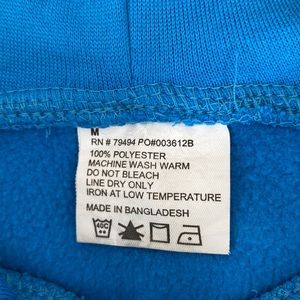 M
RN # 79494 PO#003612B
100% POLYESTER
MACHINE WASH WARM
DO NOT BLEACH
LINE DRY ONLY
IRON AT LOW TEMPERATURE
MADE IN BANGLADESH
40C